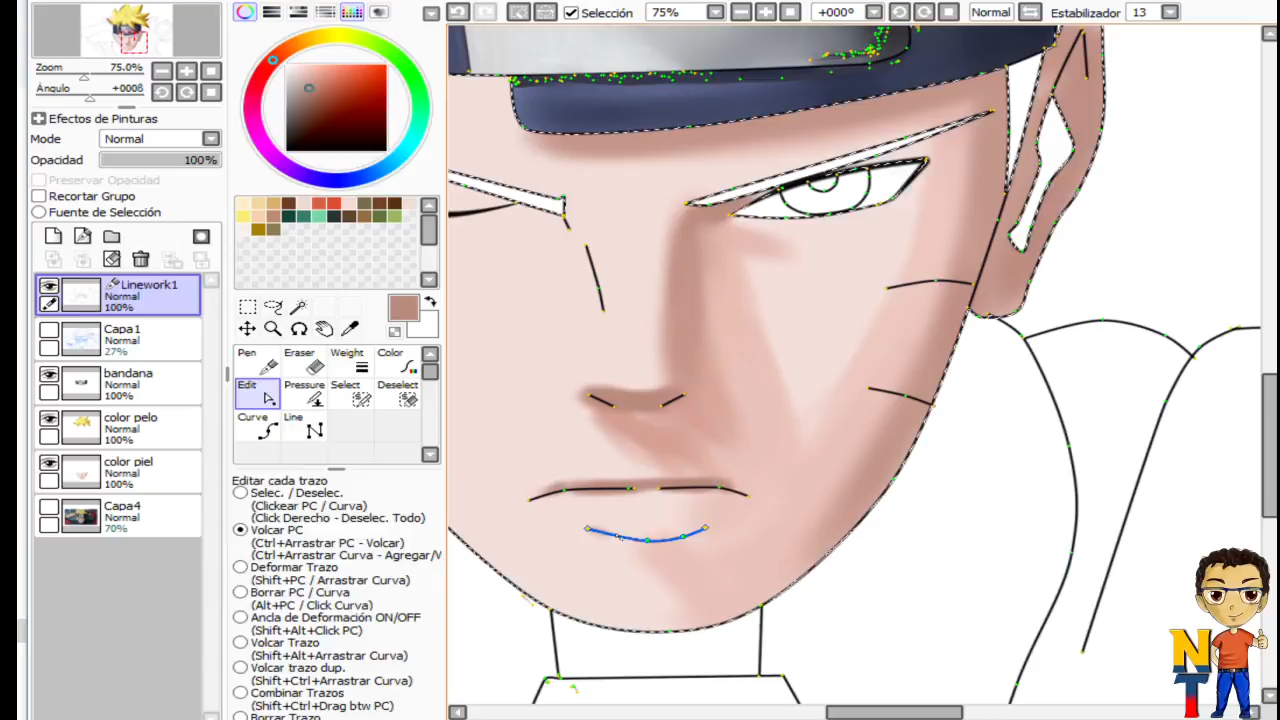 Selección 75% +000° Normal Estabilizador 13
Zoom 75.0%
Ángulo +0008
Efectos de Pinturas
Mode Normal
Opacidad 100%
Preservar Opacidad
Recortar Grupo
Fuente de Selección
Linework1
Normal
100%
Capa1
Normal
27%
bandana
Normal
100%
color pelo
Normal
100%
color piel
Normal
100%
Capa4
Normal
70%
Pen Eraser Weight Color
Edit Pressure Select Deselect
Curve Line
Editar cada trazo
Selec. / Deselec.
(Clickear PC / Curva)
(Click Derecho - Deselec. Todo)
Volcar PC
(Ctrl+Arrastrar PC - Volcar)
(Ctrl+Arrastrar Curva - Agregar/V
Deformar Trazo
(Shift+PC / Arrastrar Curva)
Borrar PC / Curva
(Alt+PC / Click Curva)
Ancla de Deformación ON/OFF
(Shift+Alt+Click PC)
Volcar Trazo
(Shift+Alt+Arrastrar Curva)
Volcar trazo dup.
(Shift+Ctrl+Arrastrar Curva)
Combinar Trazos
(Shift+Ctrl+Drag btw PC)
Borrar Trazo
N
T